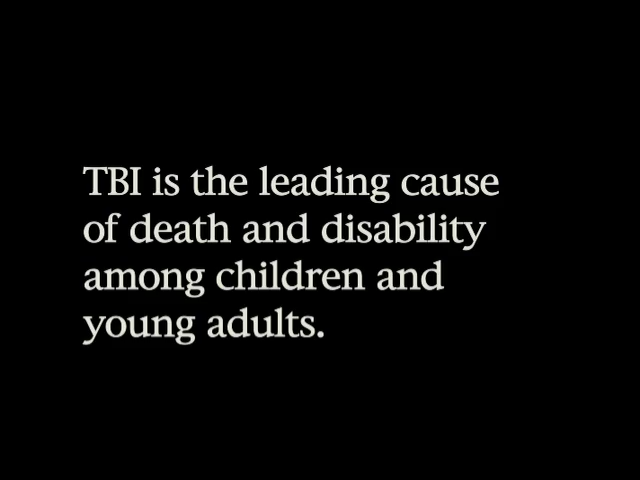 TBI is the leading cause
of death and disability
among children and
young adults.